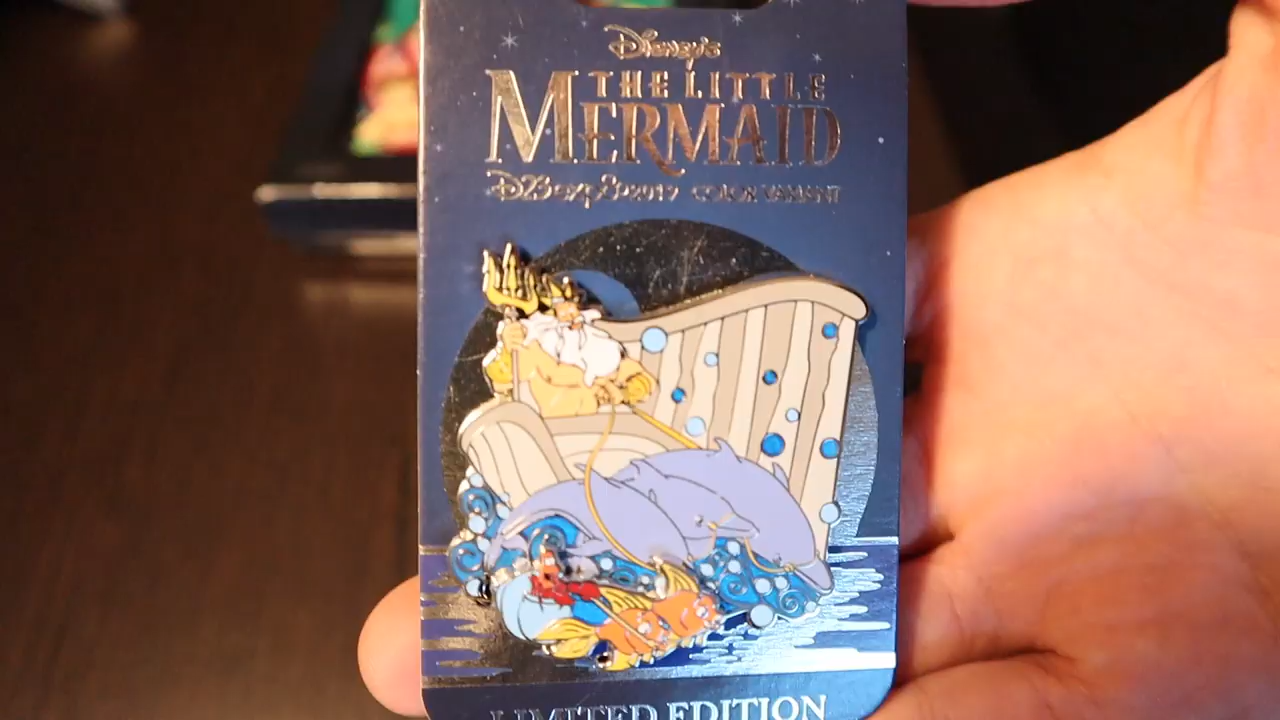 Disney's
THE LITTLE
MERMAID
D23 EXPO 2017 COLOR VARIANT
LIMITED EDITION